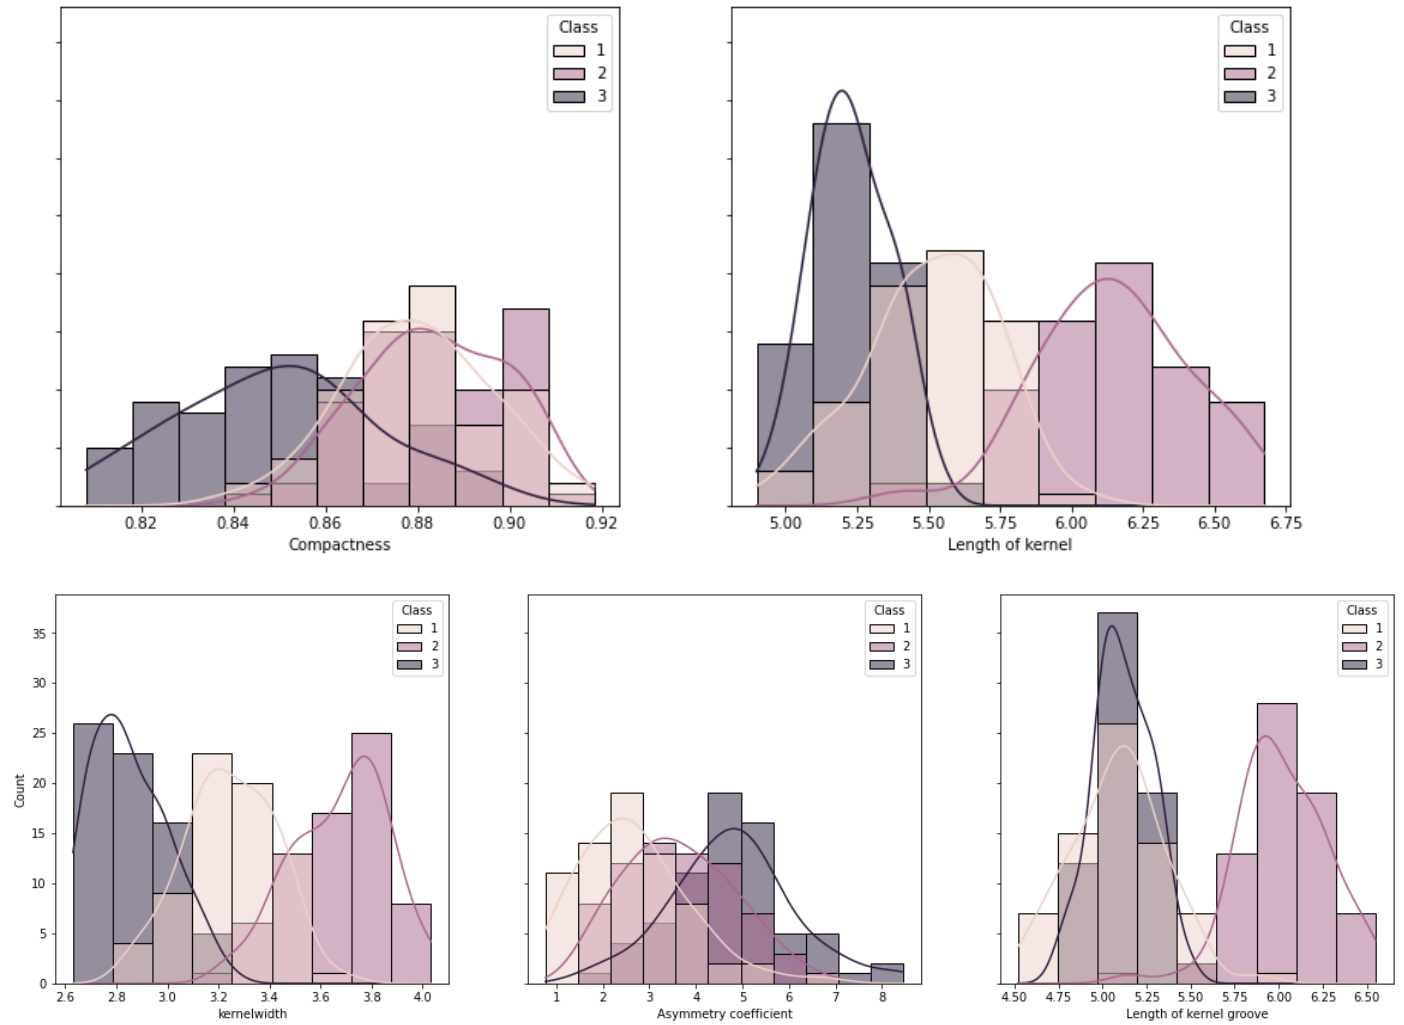 Class
1
2
3
0.82 0.84 0.86 0.88 0.90 0.92
Compactness
Class
1
2
3
5.00 5.25 5.50 5.75 6.00 6.25 6.50 6.75
Length of kernel
Class
1
2
3
35
30
25
20
15
10
5
0
Count
2.6 2.8 3.0 3.2 3.4 3.6 3.8 4.0
kernelwidth
Class
1
2
3
1 2 3 4 5 6 7 8
Asymmetry coefficient
Class
1
2
3
4.50 4.75 5.00 5.25 5.50 5.75 6.00 6.25 6.50
Length of kernel groove